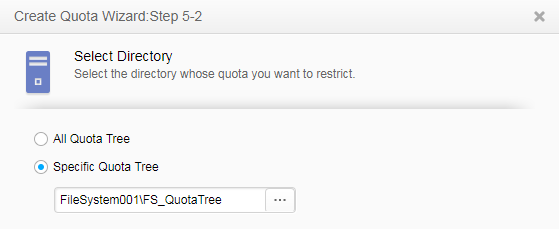 Create Quota Wizard:Step 5-2
Select Directory
Select the directory whose quota you want to restrict.
All Quota Tree
Specific Quota Tree
FileSystem001\FS_QuotaTree ...